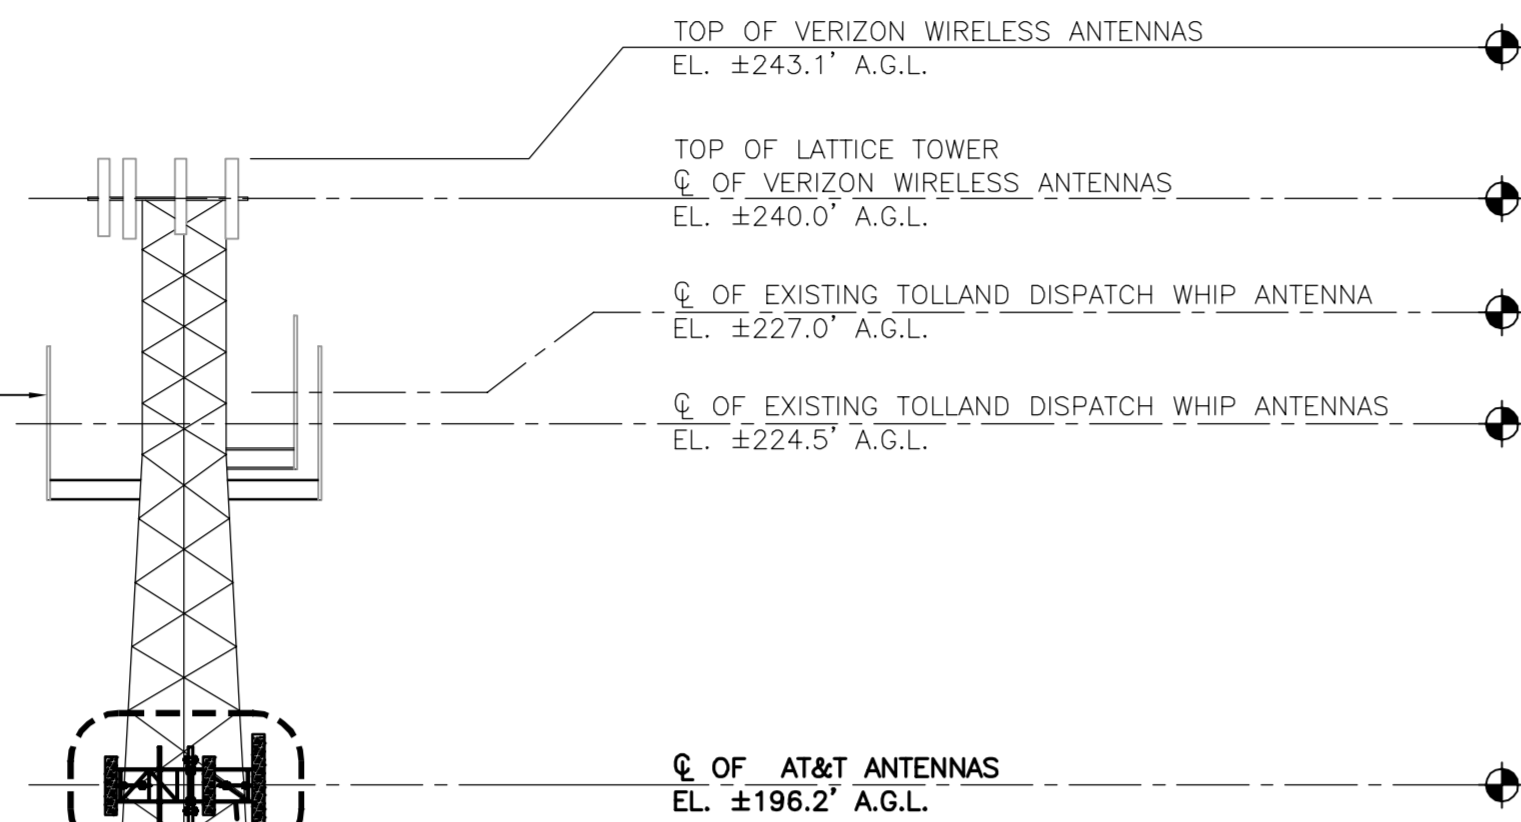 TOP OF VERIZON WIRELESS ANTENNAS
EL. ±243.1' A.G.L.
TOP OF LATTICE TOWER
℄ OF VERIZON WIRELESS ANTENNAS
EL. ±240.0' A.G.L.
℄ OF EXISTING TOLLAND DISPATCH WHIP ANTENNA
EL. ±227.0' A.G.L.
℄ OF EXISTING TOLLAND DISPATCH WHIP ANTENNAS
EL. ±224.5' A.G.L.
℄ OF AT&T ANTENNAS
EL. ±196.2' A.G.L.